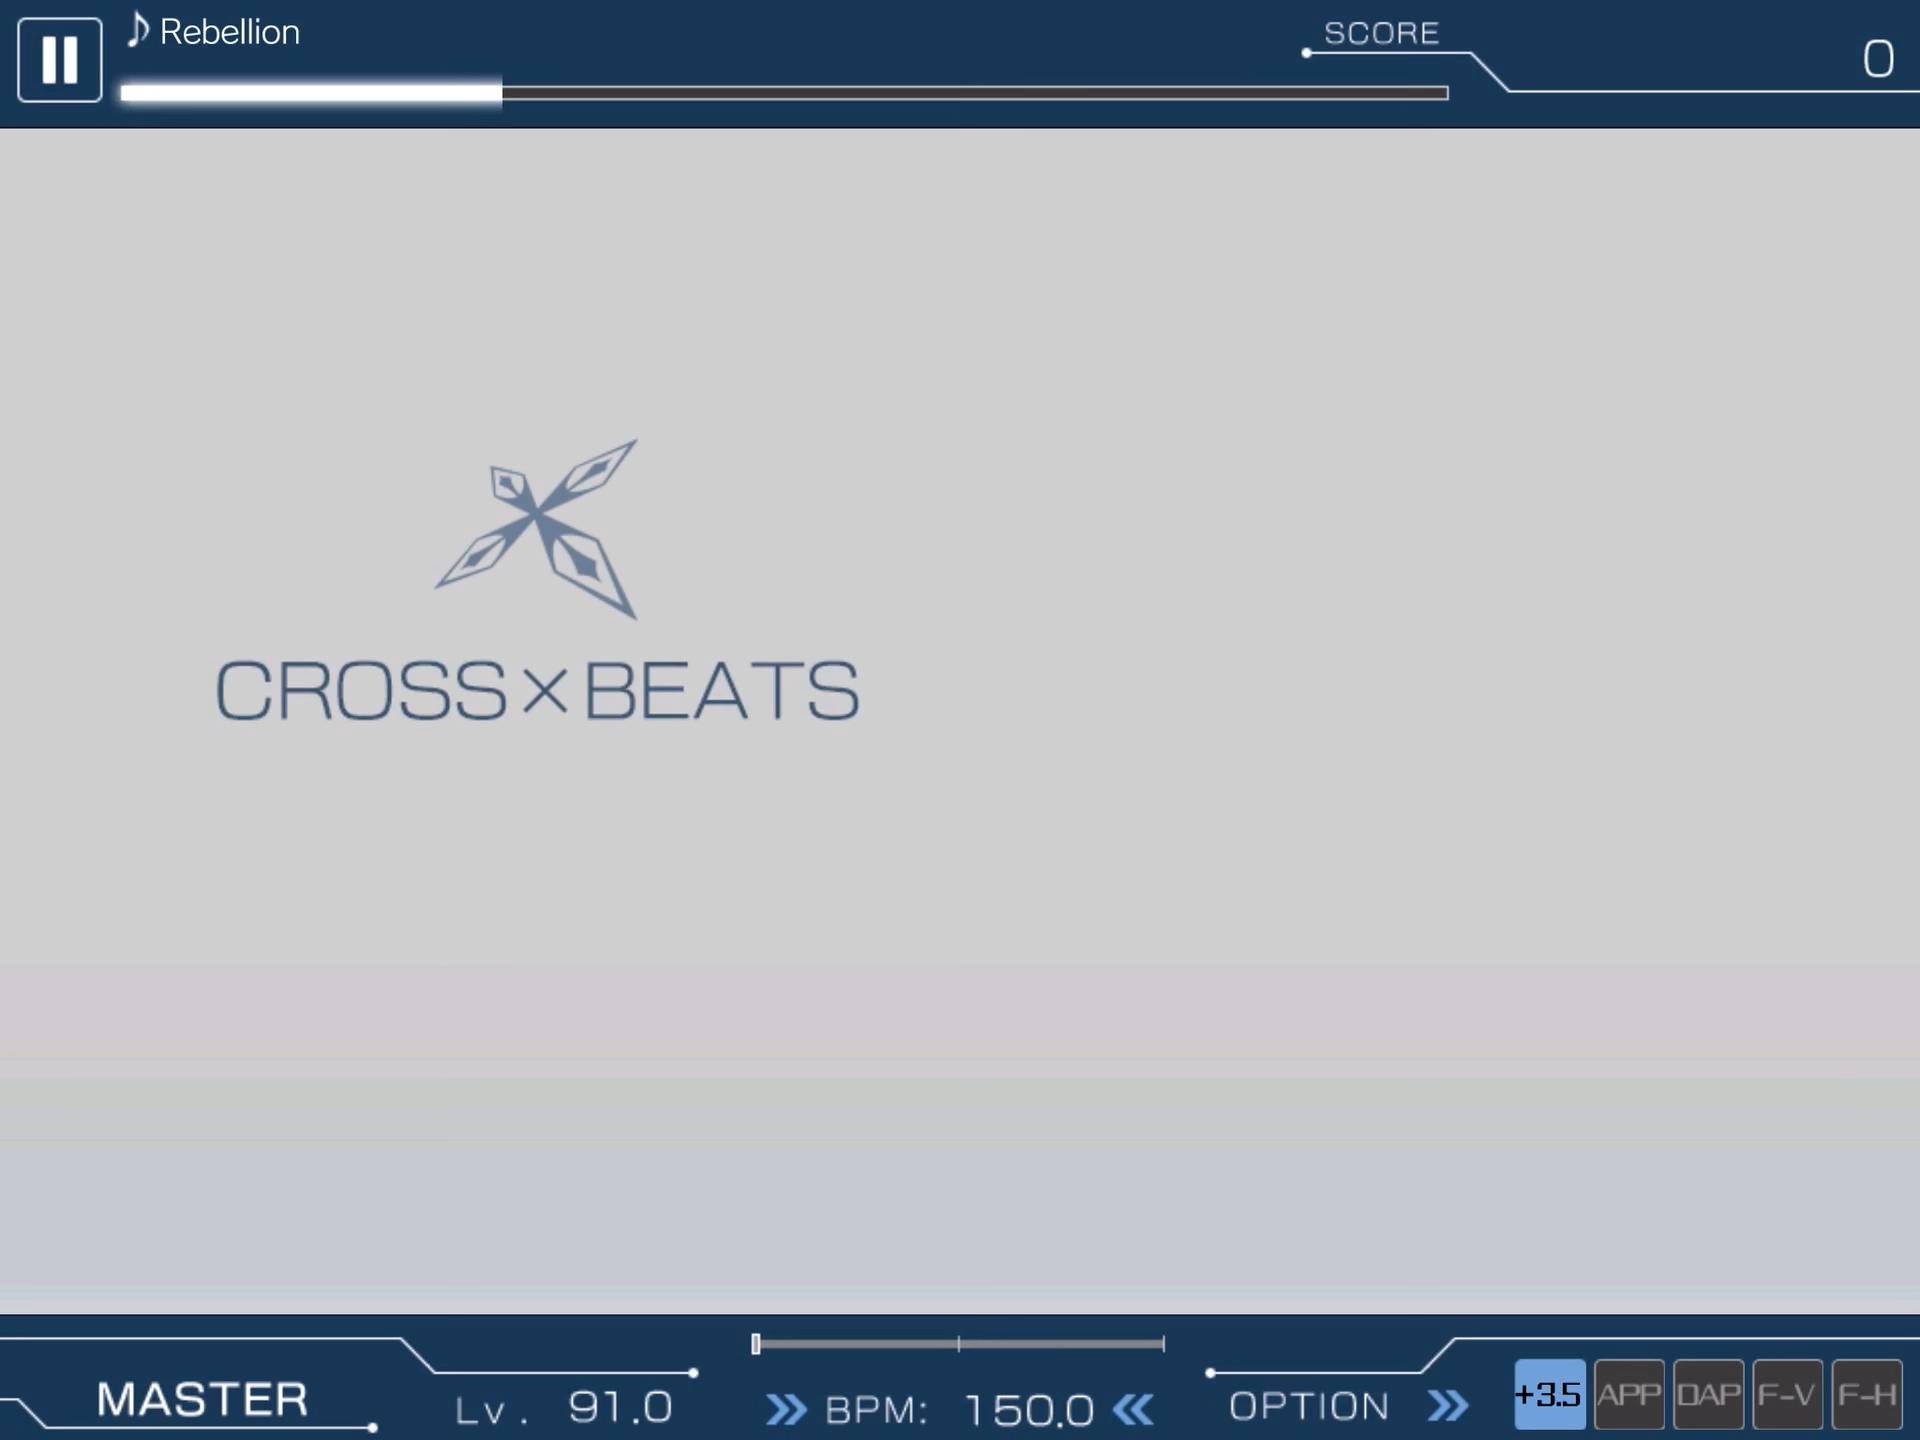 Rebellion
SCORE
0
CROSS×BEATS
MASTER
Lv. 91.0
BPM: 150.0
OPTION
+3.5
APP
DAP
F-V
F-H